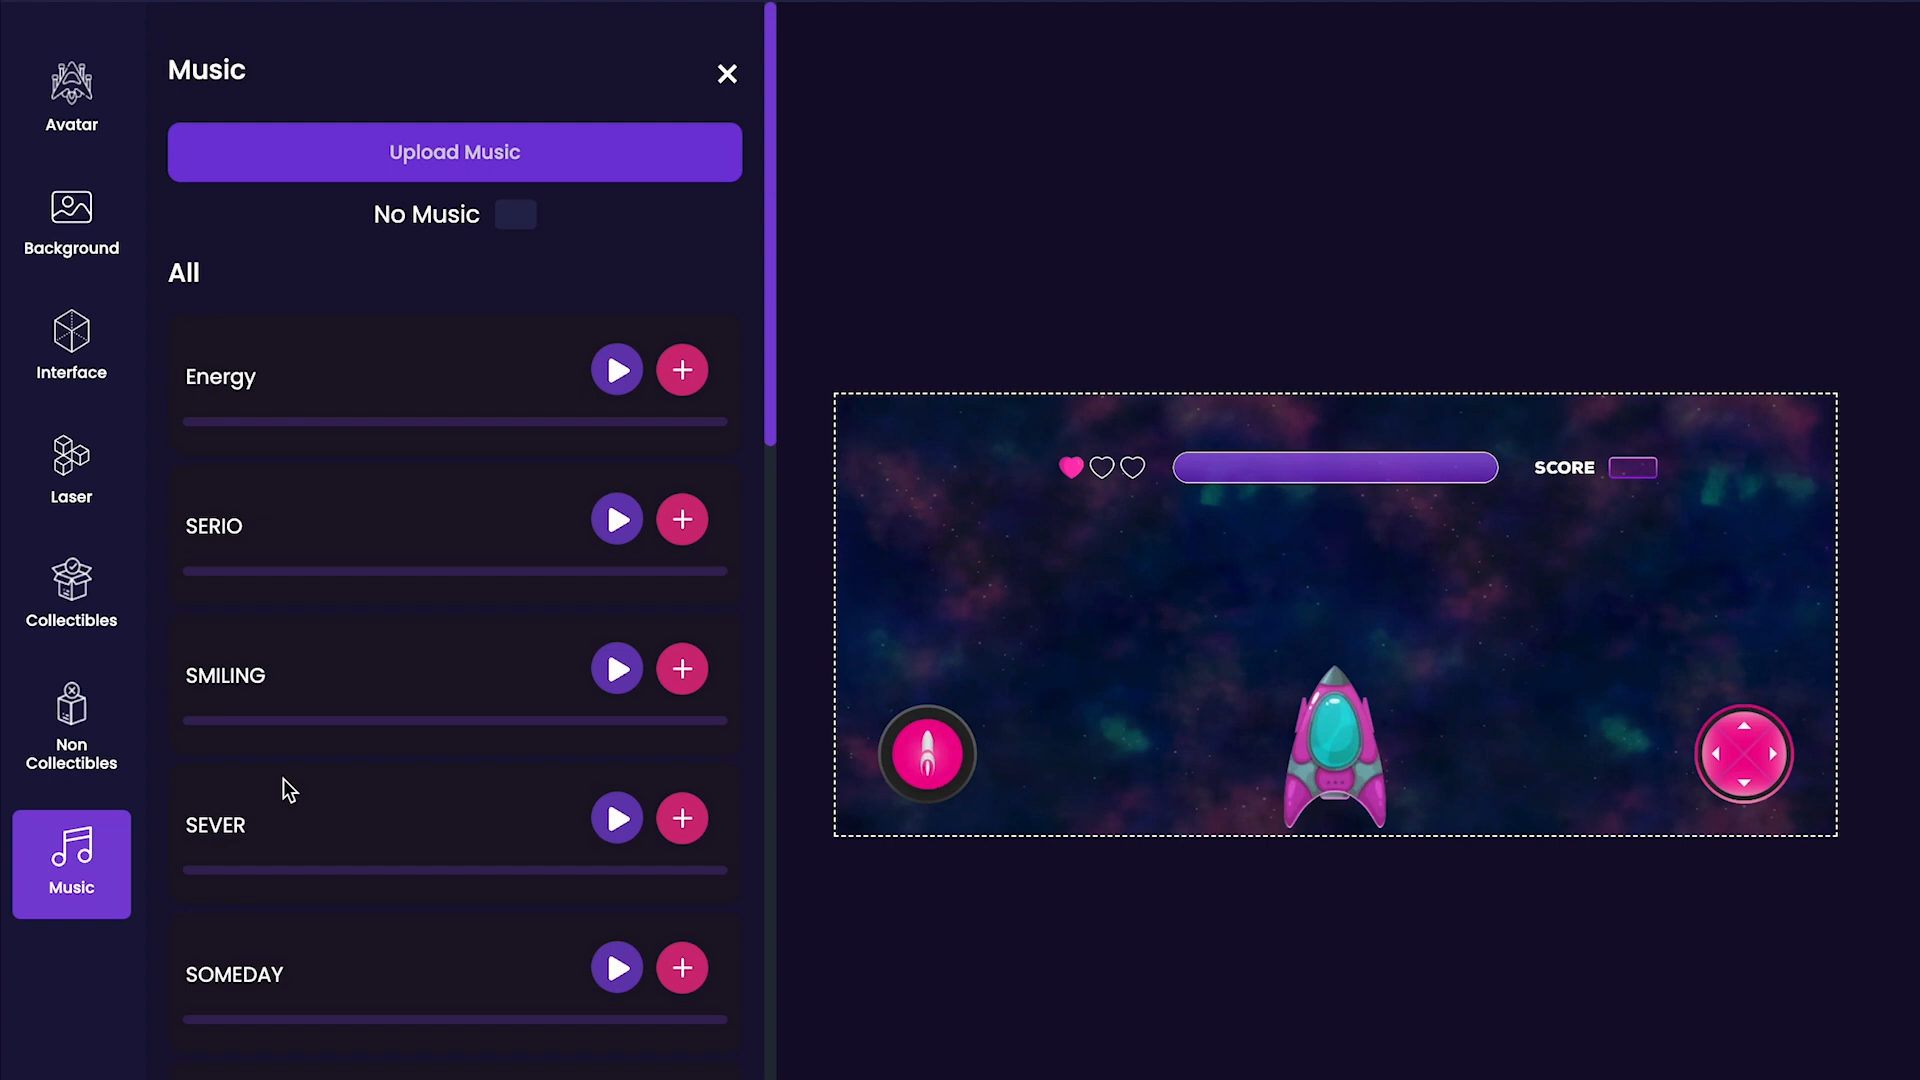 Music
Upload Music
No Music
All
Energy
SERIO
SMILING
SEVER
SOMEDAY
Avatar
Background
Interface
Laser
Collectibles
Non
Collectibles
Music
SCORE